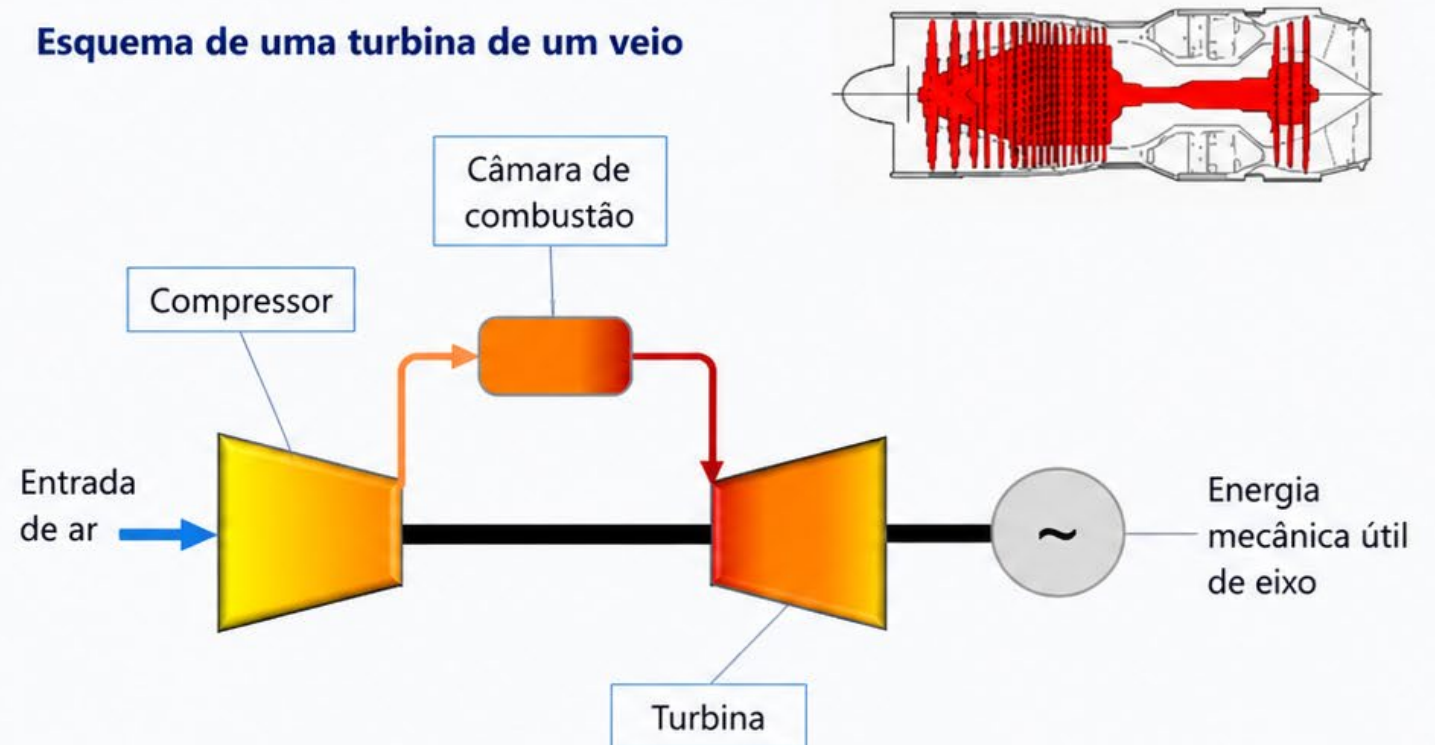 Esquema de uma turbina de um veio
Câmara de
combustão
Compressor
Entrada
de ar
~
Energia
mecânica útil
de eixo
Turbina